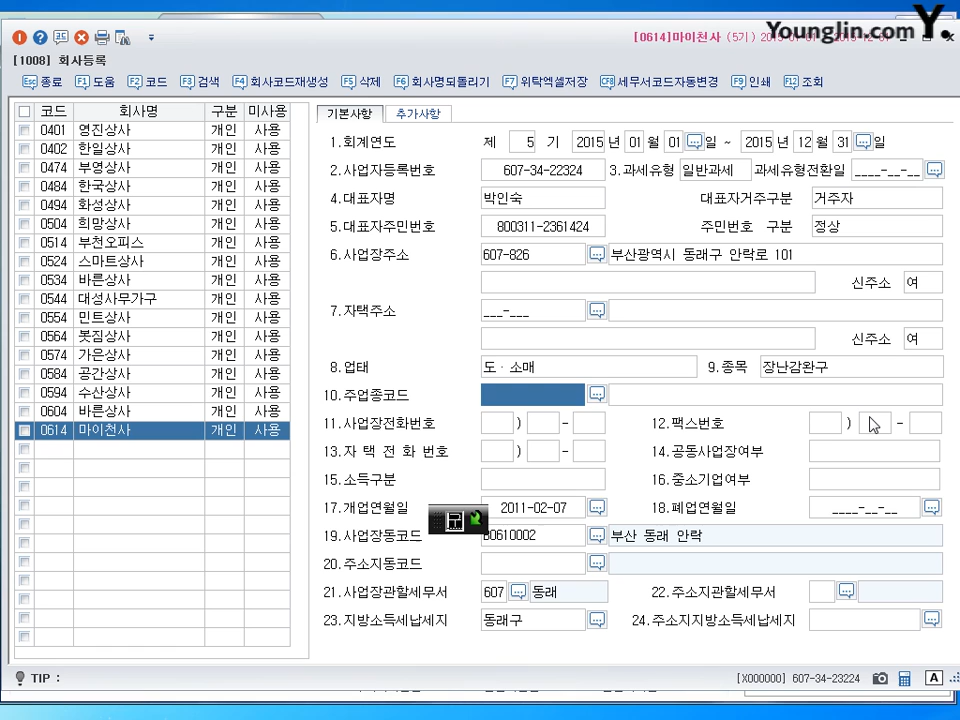 Younglin.com Y.
[0614]마이천사 (5기)
[1008] 회사등록
Esc 종료 F1 도움 F2 코드 F3 검색 F4 회사코드재생성 F5 삭제 F6 회사명되돌리기 F7 위탁엑셀저장 CF8 세무서코드자동변경 F9 인쇄 F12 조회
코드 회사명 구분 미사용
0401 영진상사 개인 사용
0402 한일상사 개인 사용
0474 부영상사 개인 사용
0484 한국상사 개인 사용
0494 화성상사 개인 사용
0504 희망상사 개인 사용
0514 부천오피스 개인 사용
0524 스마트상사 개인 사용
0534 바른상사 개인 사용
0544 대성사무가구 개인 사용
0554 민트상사 개인 사용
0564 봇짐상사 개인 사용
0574 가은상사 개인 사용
0584 공간상사 개인 사용
0594 수산상사 개인 사용
0604 바른상사 개인 사용
0614 마이천사 개인 사용
기본사항 추가사항
1.회계연도 제 5 기 2015 년 01 월 01 일 ~ 2015 년 12 월 31 일
2.사업자등록번호 607-34-22324 3.과세유형 일반과세 과세유형전환일 ____-__-__
4.대표자명 박인숙 대표자거주구분 거주자
5.대표자주민번호 800311-2361424 주민번호 구분 정상
6.사업장주소 607-826 부산광역시 동래구 안락로 101
신주소 여
7.자택주소 ___-___
신주소 여
8.업태 도·소매 9.종목 장난감완구
10.주업종코드
11.사업장전화번호 ) - 12.팩스번호 ) -
13.자 택 전 화 번호 ) - 14.공동사업장여부
15.소득구분 16.중소기업여부
17.개업연월일 2011-02-07 18.폐업연월일 ____-__-__
19.사업장동코드 0610002 부산 동래 안락
20.주소지동코드
21.사업장관할세무서 607 동래 22.주소지관할세무서
23.지방소득세납세지 동래구 24.주소지지방소득세납세지
TIP :
[X000000] 607-34-23224 A